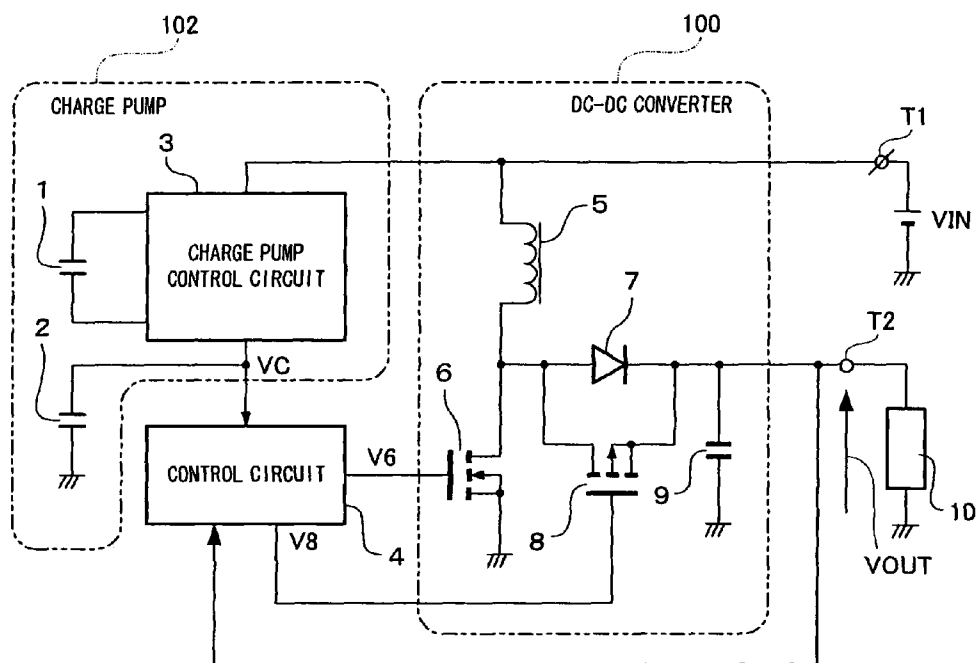 102
100
CHARGE PUMP
DC-DC CONVERTER
T1
3
1
5
VIN
CHARGE PUMP
CONTROL CIRCUIT
7
T2
2
VC
6
CONTROL CIRCUIT
V6
8
9
10
V8
4
VOUT